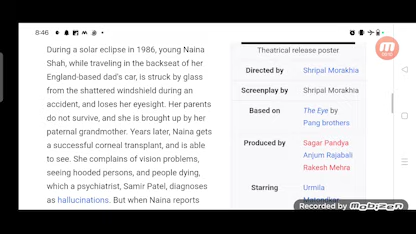 8:46
During a solar eclipse in 1986, young Naina
Shah, while traveling in the backseat of her
England-based dad's car, is struck by glass
from the shattered windshield during an
accident, and loses her eyesight. Her parents
do not survive, and she is brought up by her
paternal grandmother. Years later, Naina gets
a successful corneal transplant, and is able
to see. She complains of vision problems,
seeing hooded persons, and people dying,
which a psychiatrist, Samir Patel, diagnoses
as hallucinations. But when Naina reports
Theatrical release poster
Directed by Shripal Morakhia
Screenplay by Shripal Morakhia
Based on The Eye by
Pang brothers
Produced by Sagar Pandya
Anjum Rajabali
Rakesh Mehra
Starring Urmila
Matondkar
Recorded by MOBIZEN